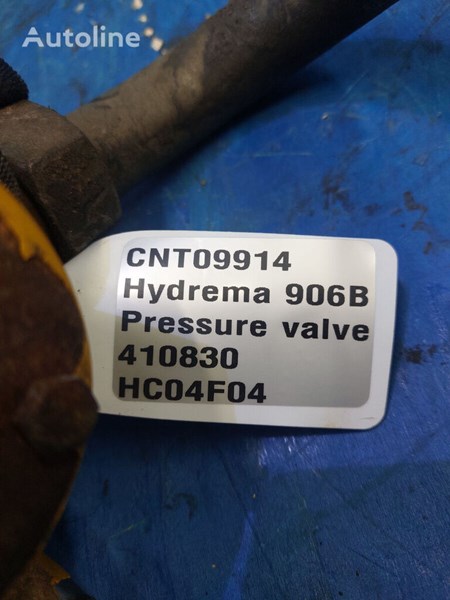 Autoline
CNT09914
Hydrema 906B
Pressure valve
410830
HC04F04